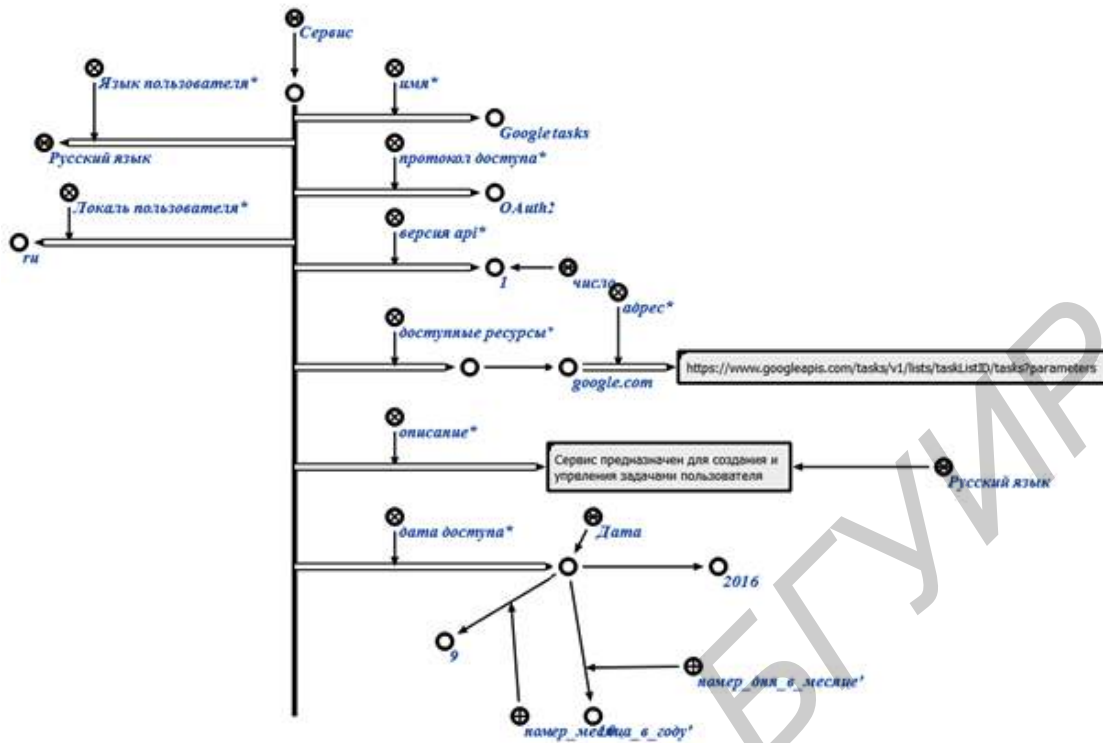 Сервис
Язык пользователя*
имя*
Google tasks
Русский язык
протокол доступа*
Локаль пользователя*
OAuth2
ru
версия api*
1
число
адрес*
доступные ресурсы*
google.com
https://www.googleapis.com/tasks/v1/lists/taskListID/tasks?parameters
описание*
Сервис предназначен для создания и
упрвления задачами пользователя
Русский язык
дата доступа*
Дата
2016
9
номер_дня_в_месяце'
номер_месяца_в_году'
БГУИР